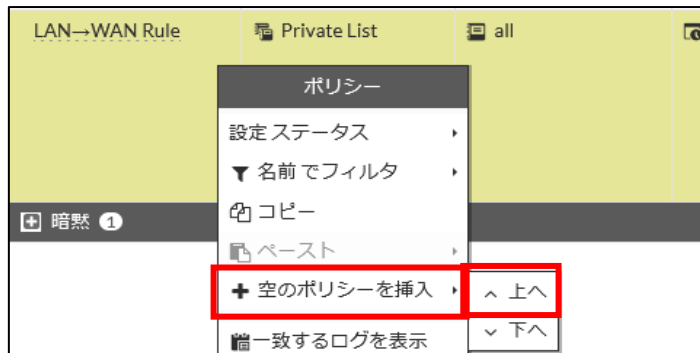 LAN→WAN Rule Private List all
ポリシー
設定 ステータス
名前 でフィルタ
コピー
暗黙 1
ペースト
空のポリシーを挿入 上へ
下へ
一致するログを表示